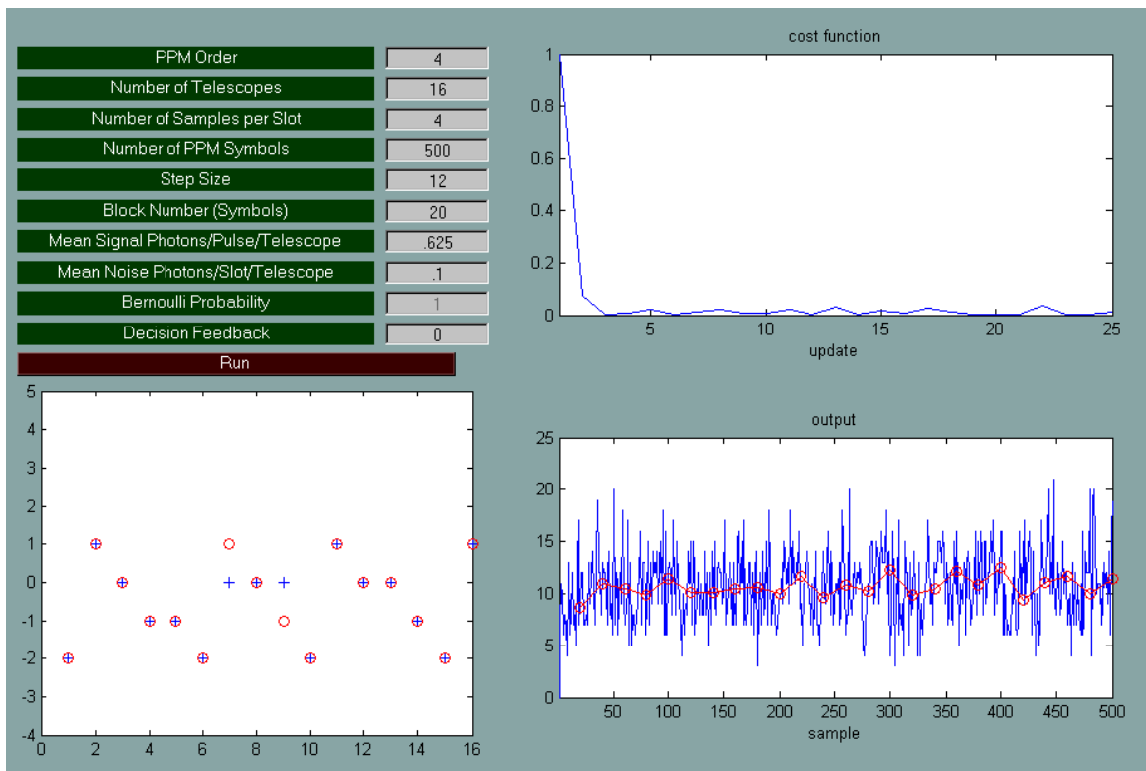 PPM Order 4
Number of Telescopes 16
Number of Samples per Slot 4
Number of PPM Symbols 500
Step Size 12
Block Number (Symbols) 20
Mean Signal Photons/Pulse/Telescope .625
Mean Noise Photons/Slot/Telescope .1
Bernoulli Probability 1
Decision Feedback 0
Run
cost function
1
0.8
0.6
0.4
0.2
0
5 10 15 20 25
update
5
4
3
2
1
0
-1
-2
-3
-4
0 2 4 6 8 10 12 14 16
output
25
20
15
10
5
0
50 100 150 200 250 300 350 400 450 500
sample